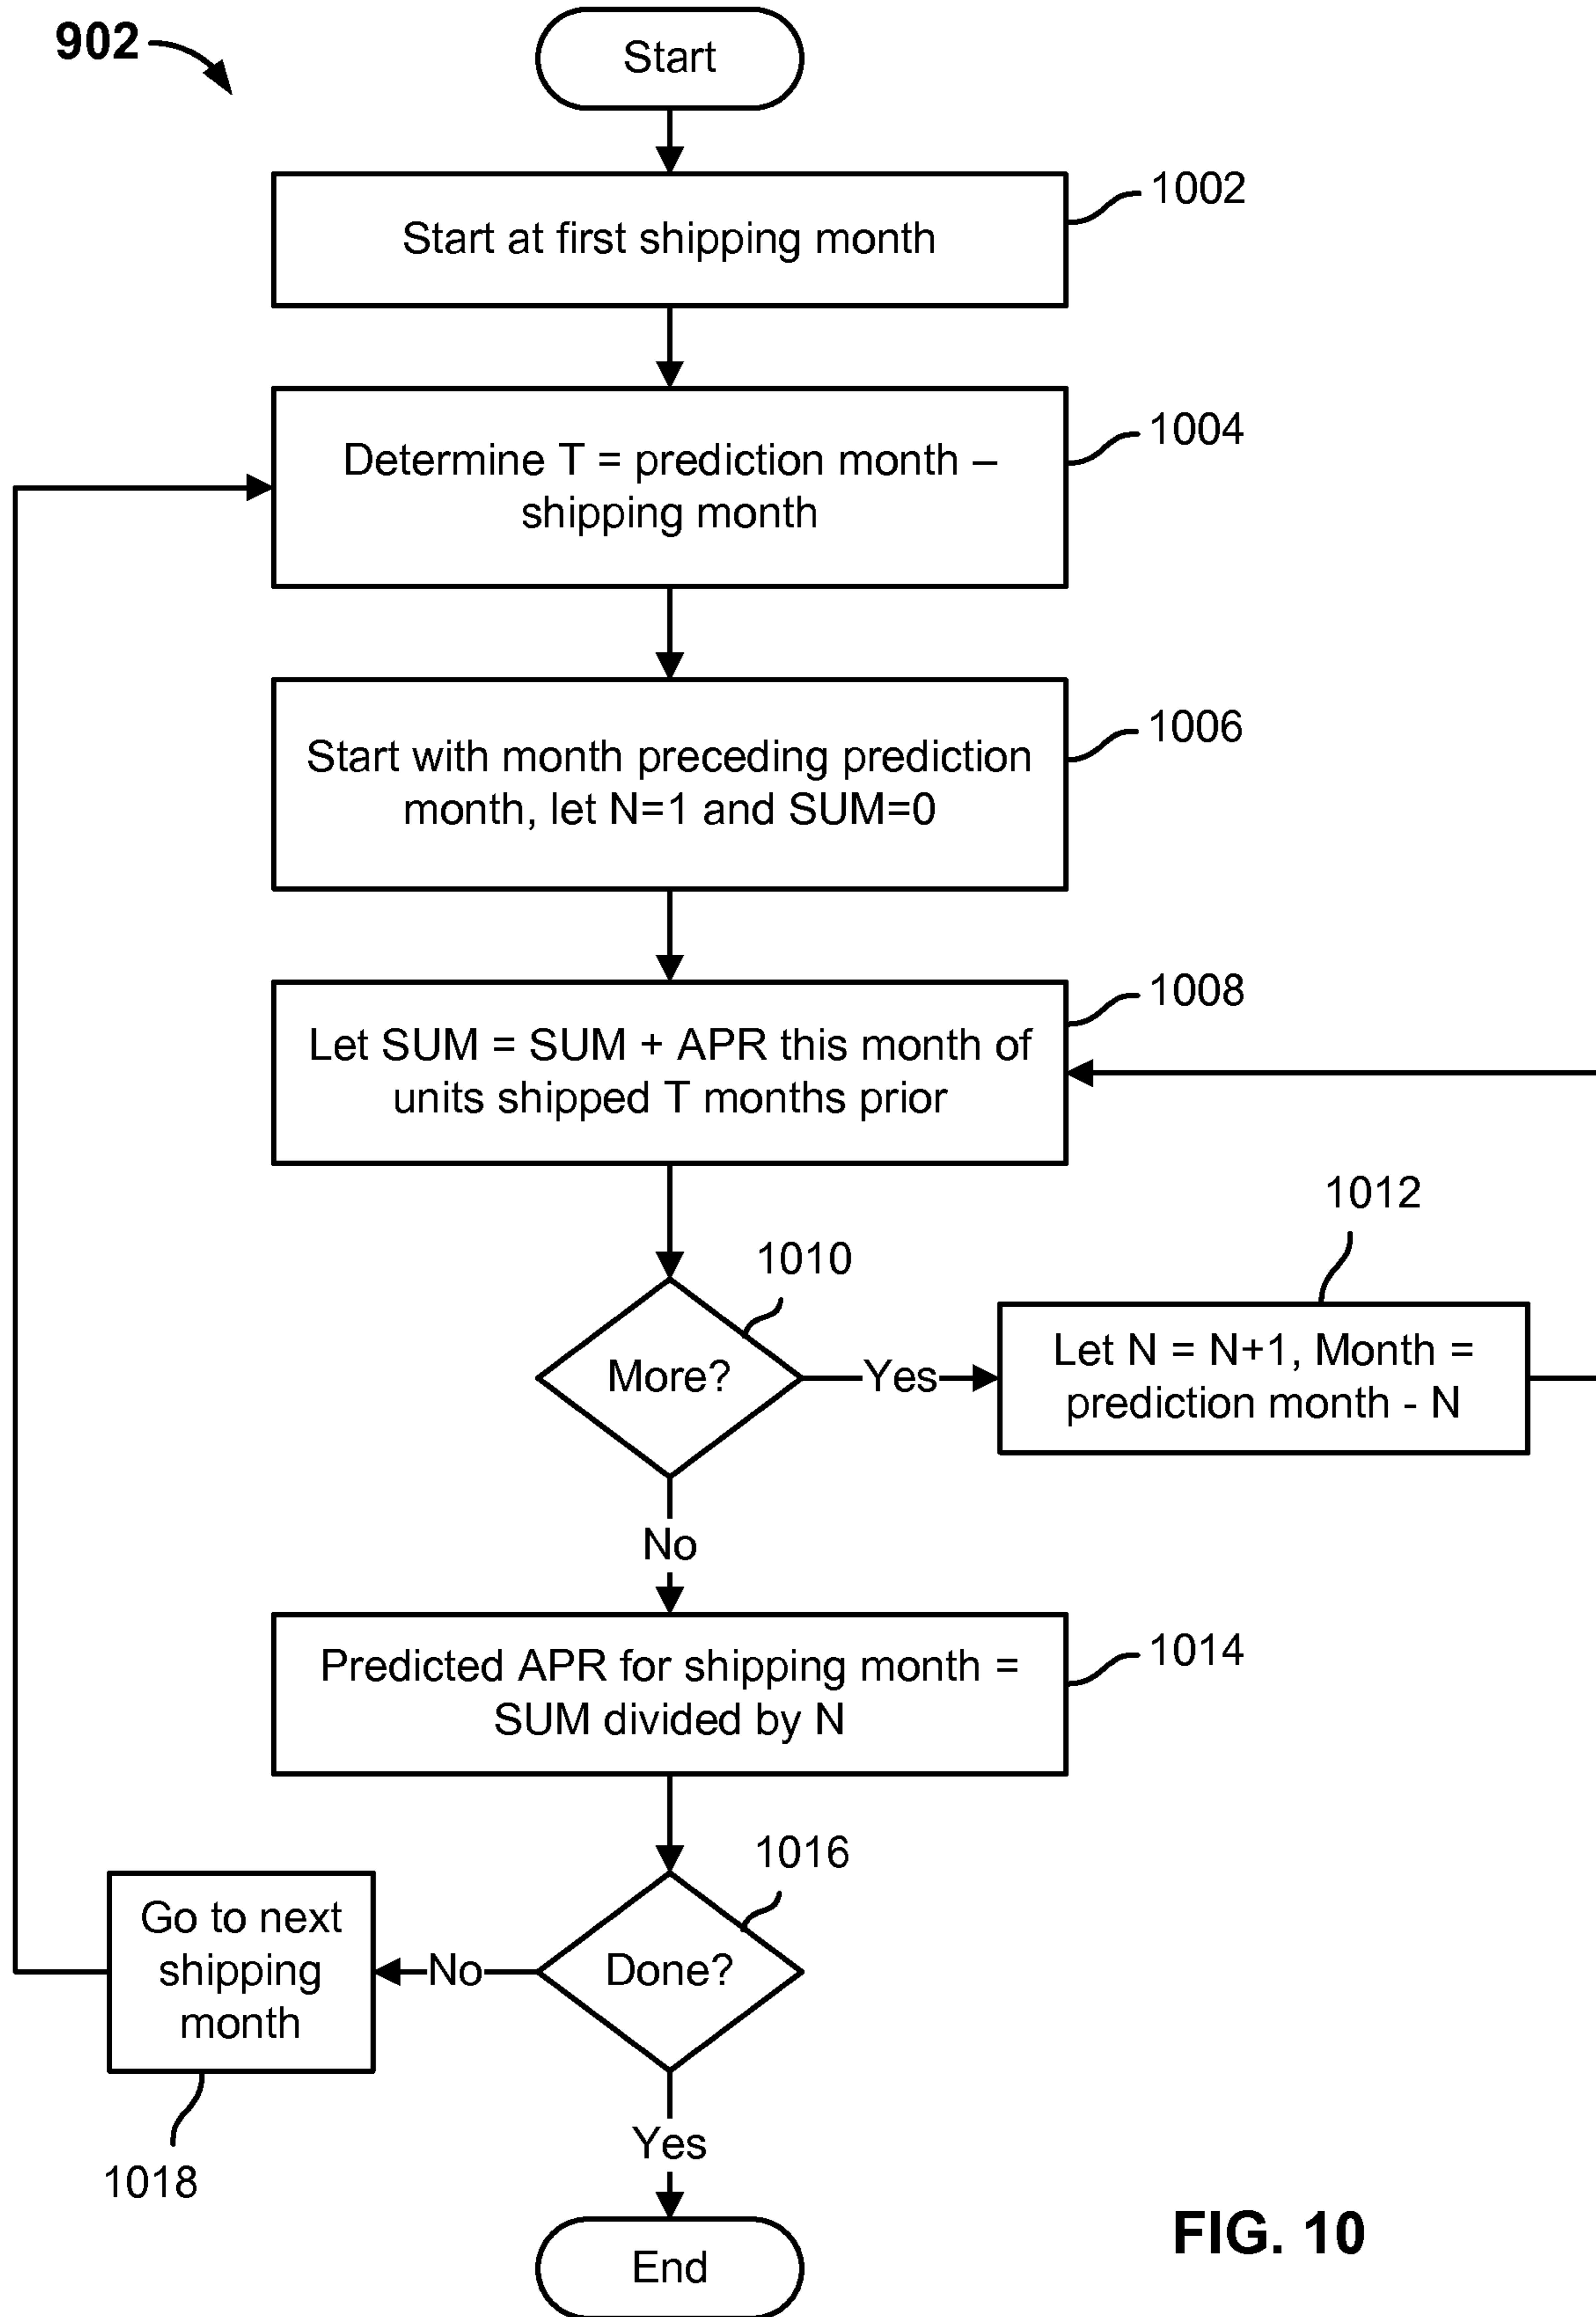 902
Start
1002
Start at first shipping month
1004
Determine T = prediction month –
shipping month
1006
Start with month preceding prediction
month, let N=1 and SUM=0
1008
Let SUM = SUM + APR this month of
units shipped T months prior
1012
1010
More?
Yes
Let N = N+1, Month =
prediction month - N
No
1014
Predicted APR for shipping month =
SUM divided by N
1016
Done?
No
Go to next
shipping
month
1018
Yes
End
FIG. 10